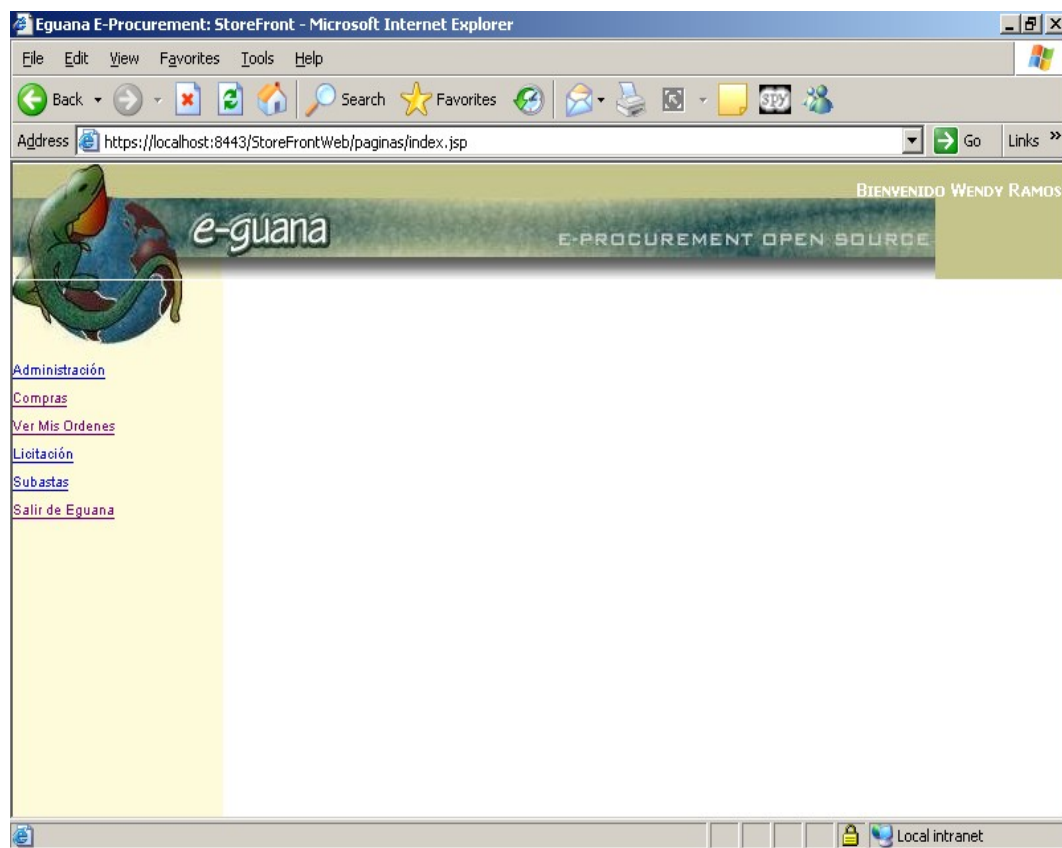 Eguana E-Procurement: StoreFront - Microsoft Internet Explorer
File Edit View Favorites Tools Help
Back Search Favorites SPY
Address https://localhost:8443/StoreFrontWeb/paginas/index.jsp Go Links »
BIENVENIDO WENDY RAMOS
e-guana
E-PROCUREMENT OPEN SOURCE
Administración
Compras
Ver Mis Ordenes
Licitación
Subastas
Salir de Eguana
Local intranet